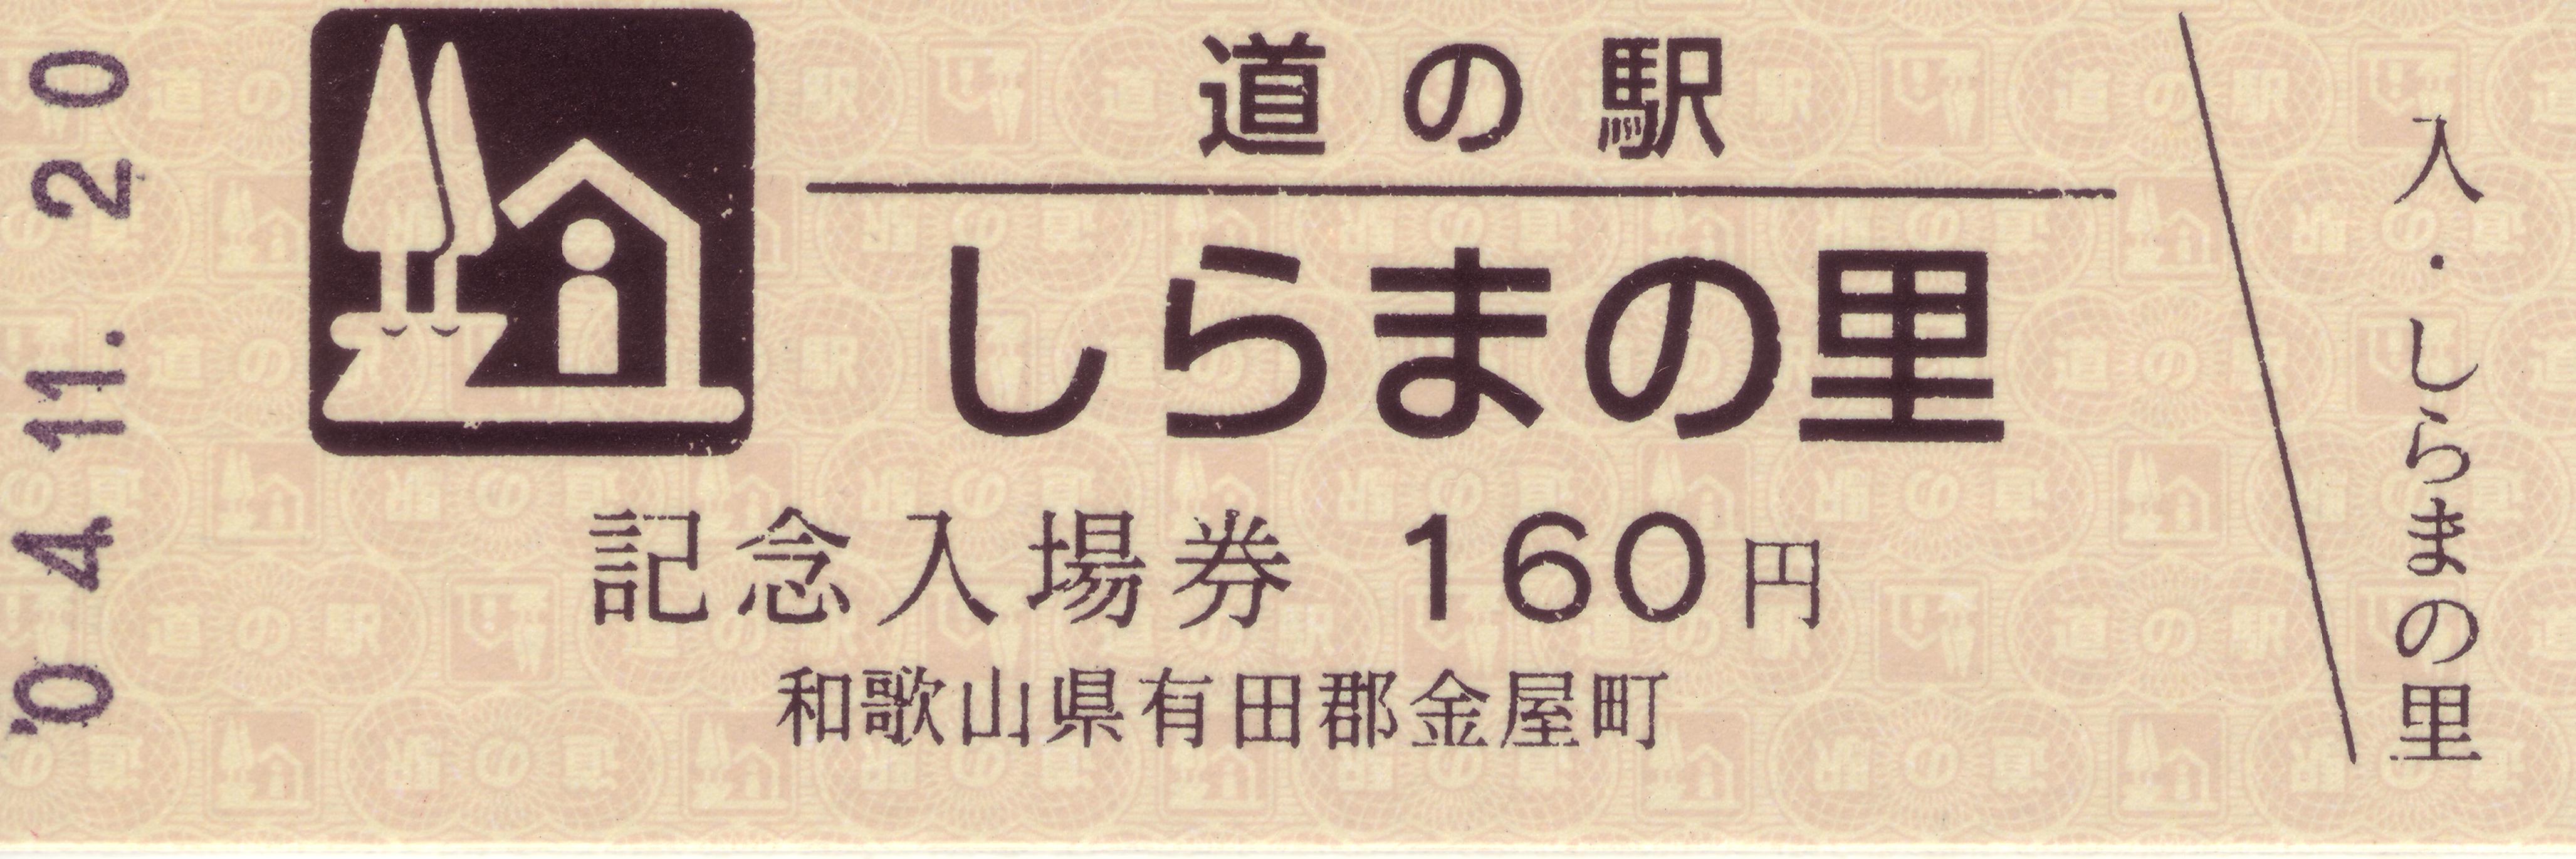 '04.11.20
道の駅
しらまの里
記念入場券 160円
和歌山県有田郡金屋町
入・しらまの里